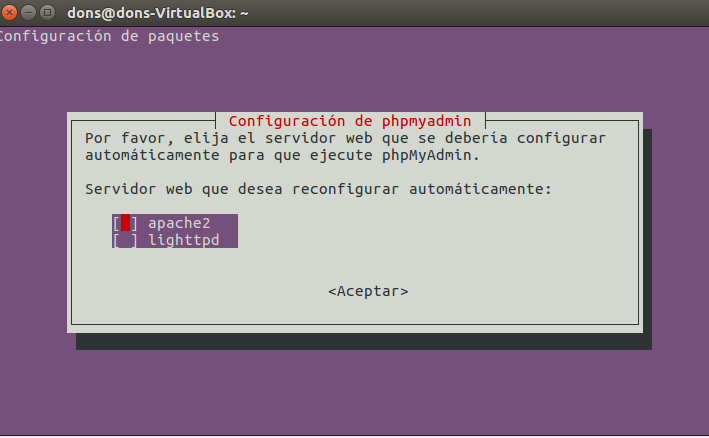 dons@dons-VirtualBox: ~
Configuración de paquetes
Configuración de phpmyadmin
Por favor, elija el servidor web que se debería configurar
automáticamente para que ejecute phpMyAdmin.
Servidor web que desea reconfigurar automáticamente:
[ ] apache2
[ ] lighttpd
<Aceptar>